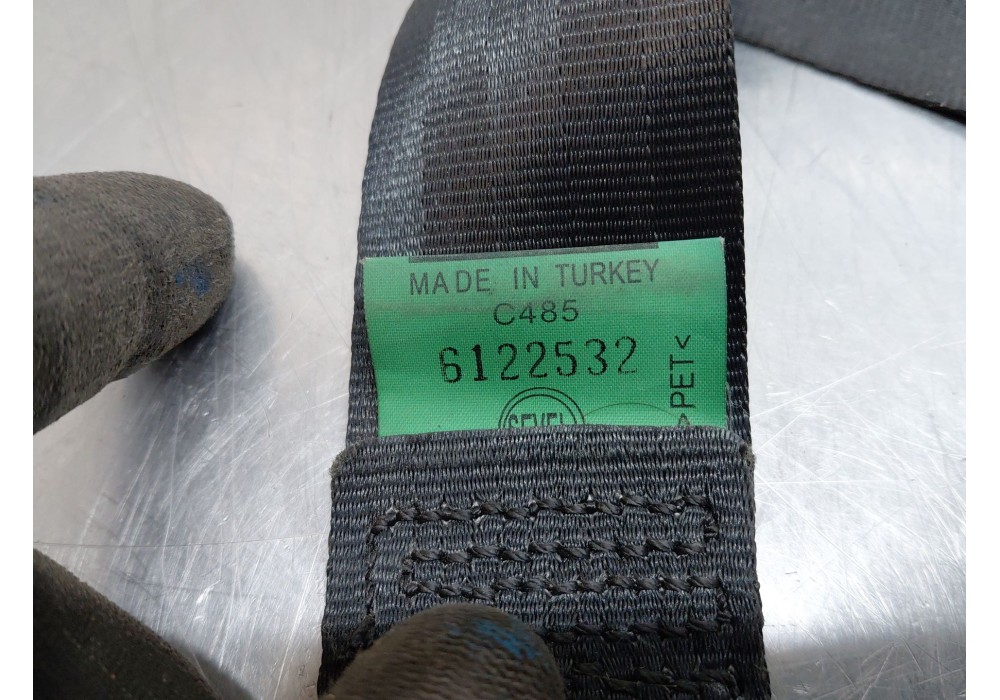 MADE IN TURKEY
C485
6122532
>PET<